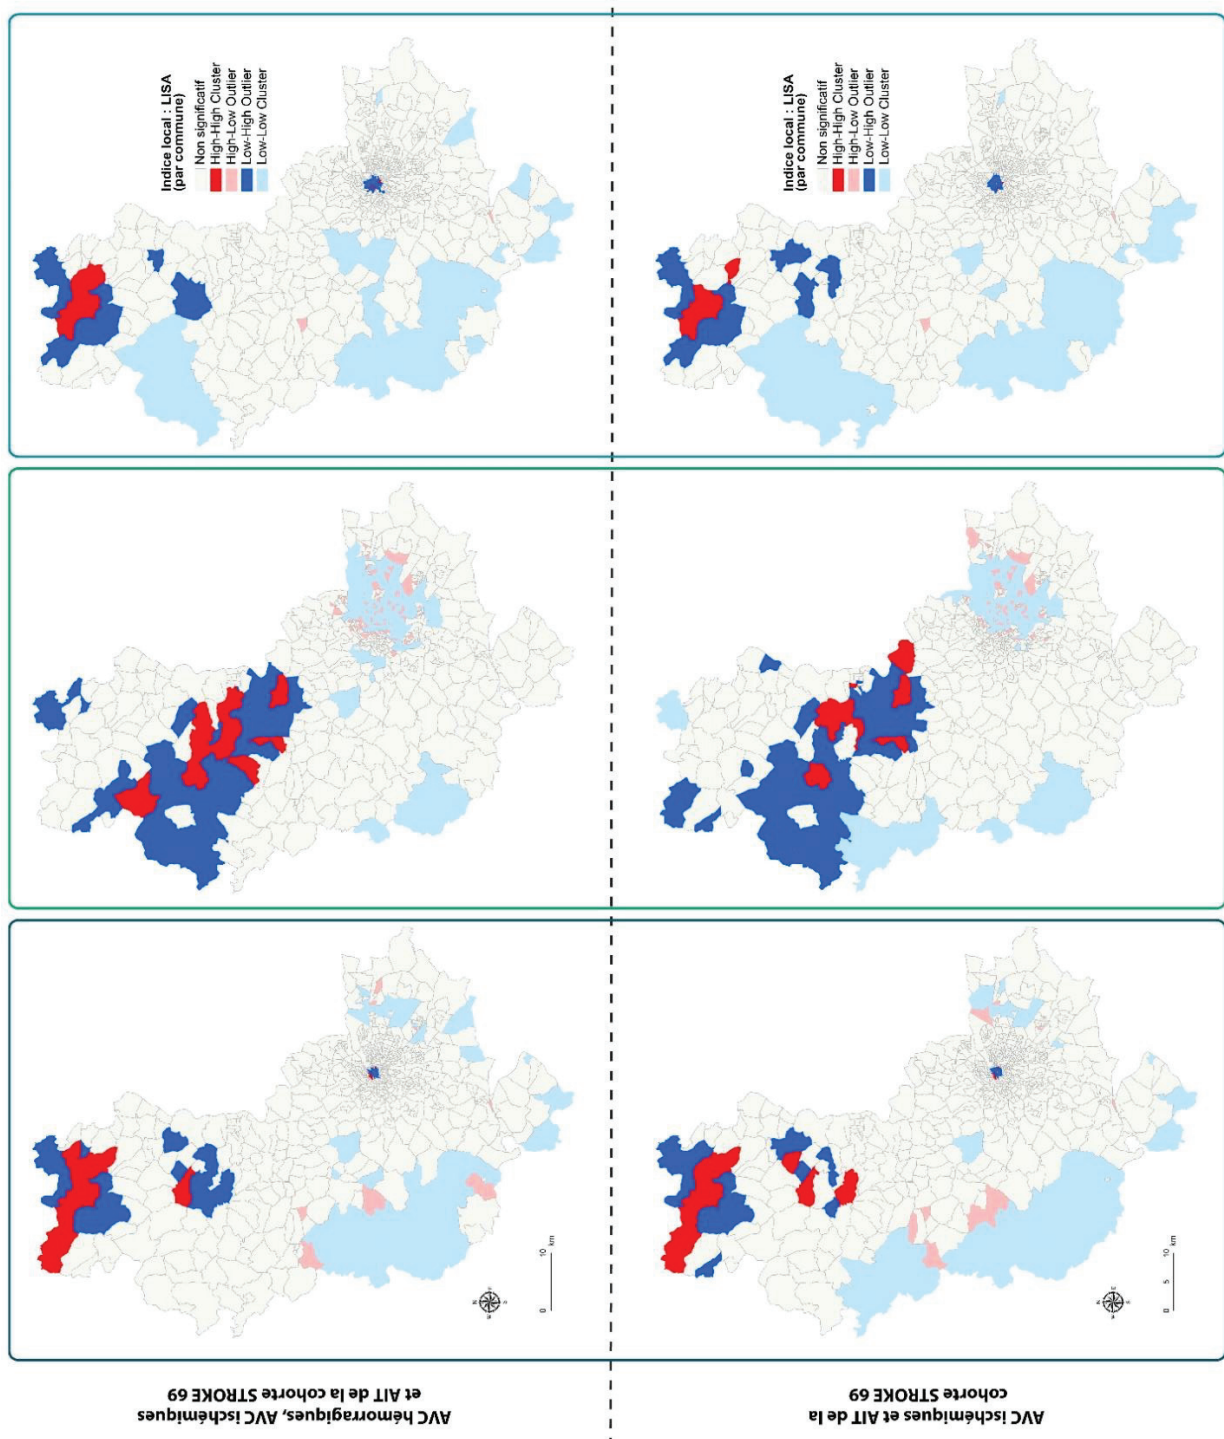 AVC hémorragiques, AVC ischémiques
et AIT de la cohorte STROKE 69
AVC ischémiques et AIT de la
cohorte STROKE 69
Indice local : LISA
(par commune)
Non significatif
High-High Cluster
High-Low Outlier
Low-High Outlier
Low-Low Cluster
Indice local : LISA
(par commune)
Non significatif
High-High Cluster
High-Low Outlier
Low-High Outlier
Low-Low Cluster
N
S
0 10 km
N
S
0 5 10 km